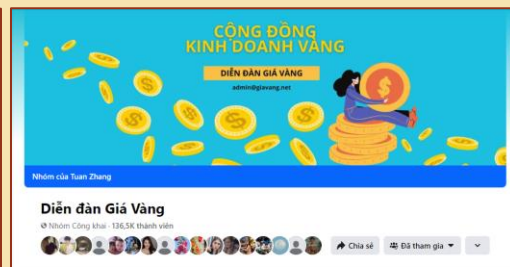 CỘNG ĐỒNG
KINH DOANH VÀNG
DIỄN ĐÀN GIÁ VÀNG
admin@giavang.net
Nhóm của Tuan Zhang
Diễn đàn Giá Vàng
Nhóm Công khai · 136,5K thành viên
Chia sẻ
Đã tham gia